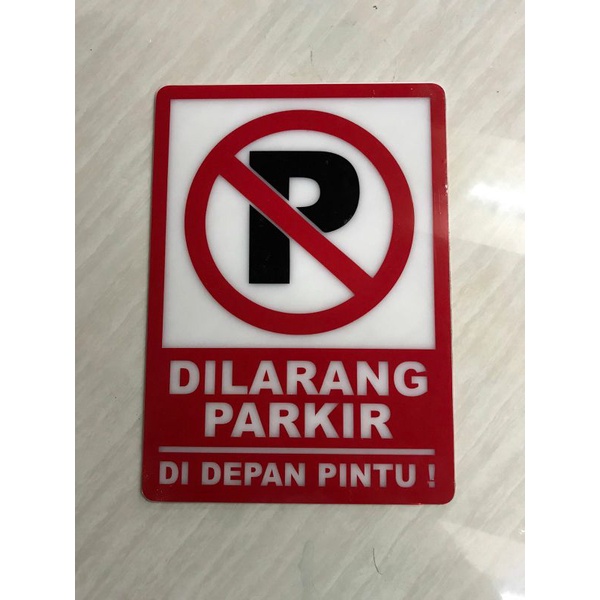 P
DILARANG
PARKIR
DI DEPAN PINTU !